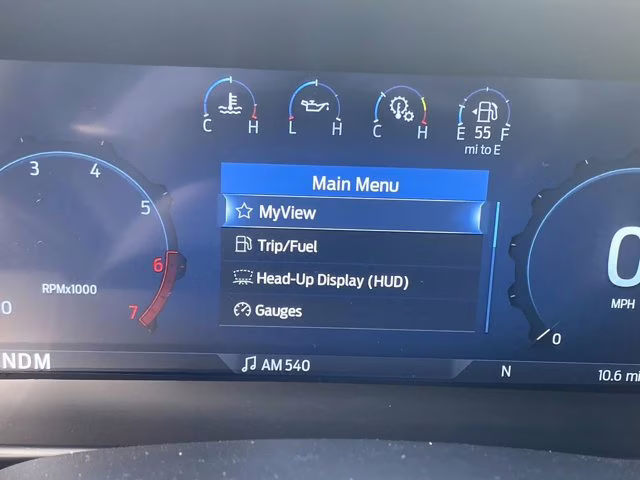 C H L H C H E 55 F
mi to E
Main Menu
MyView
Trip/Fuel
Head-Up Display (HUD)
Gauges
3 4 5 6 7
RPMx1000
0
0
MPH
0
NDM
AM 540
N
10.6 mi